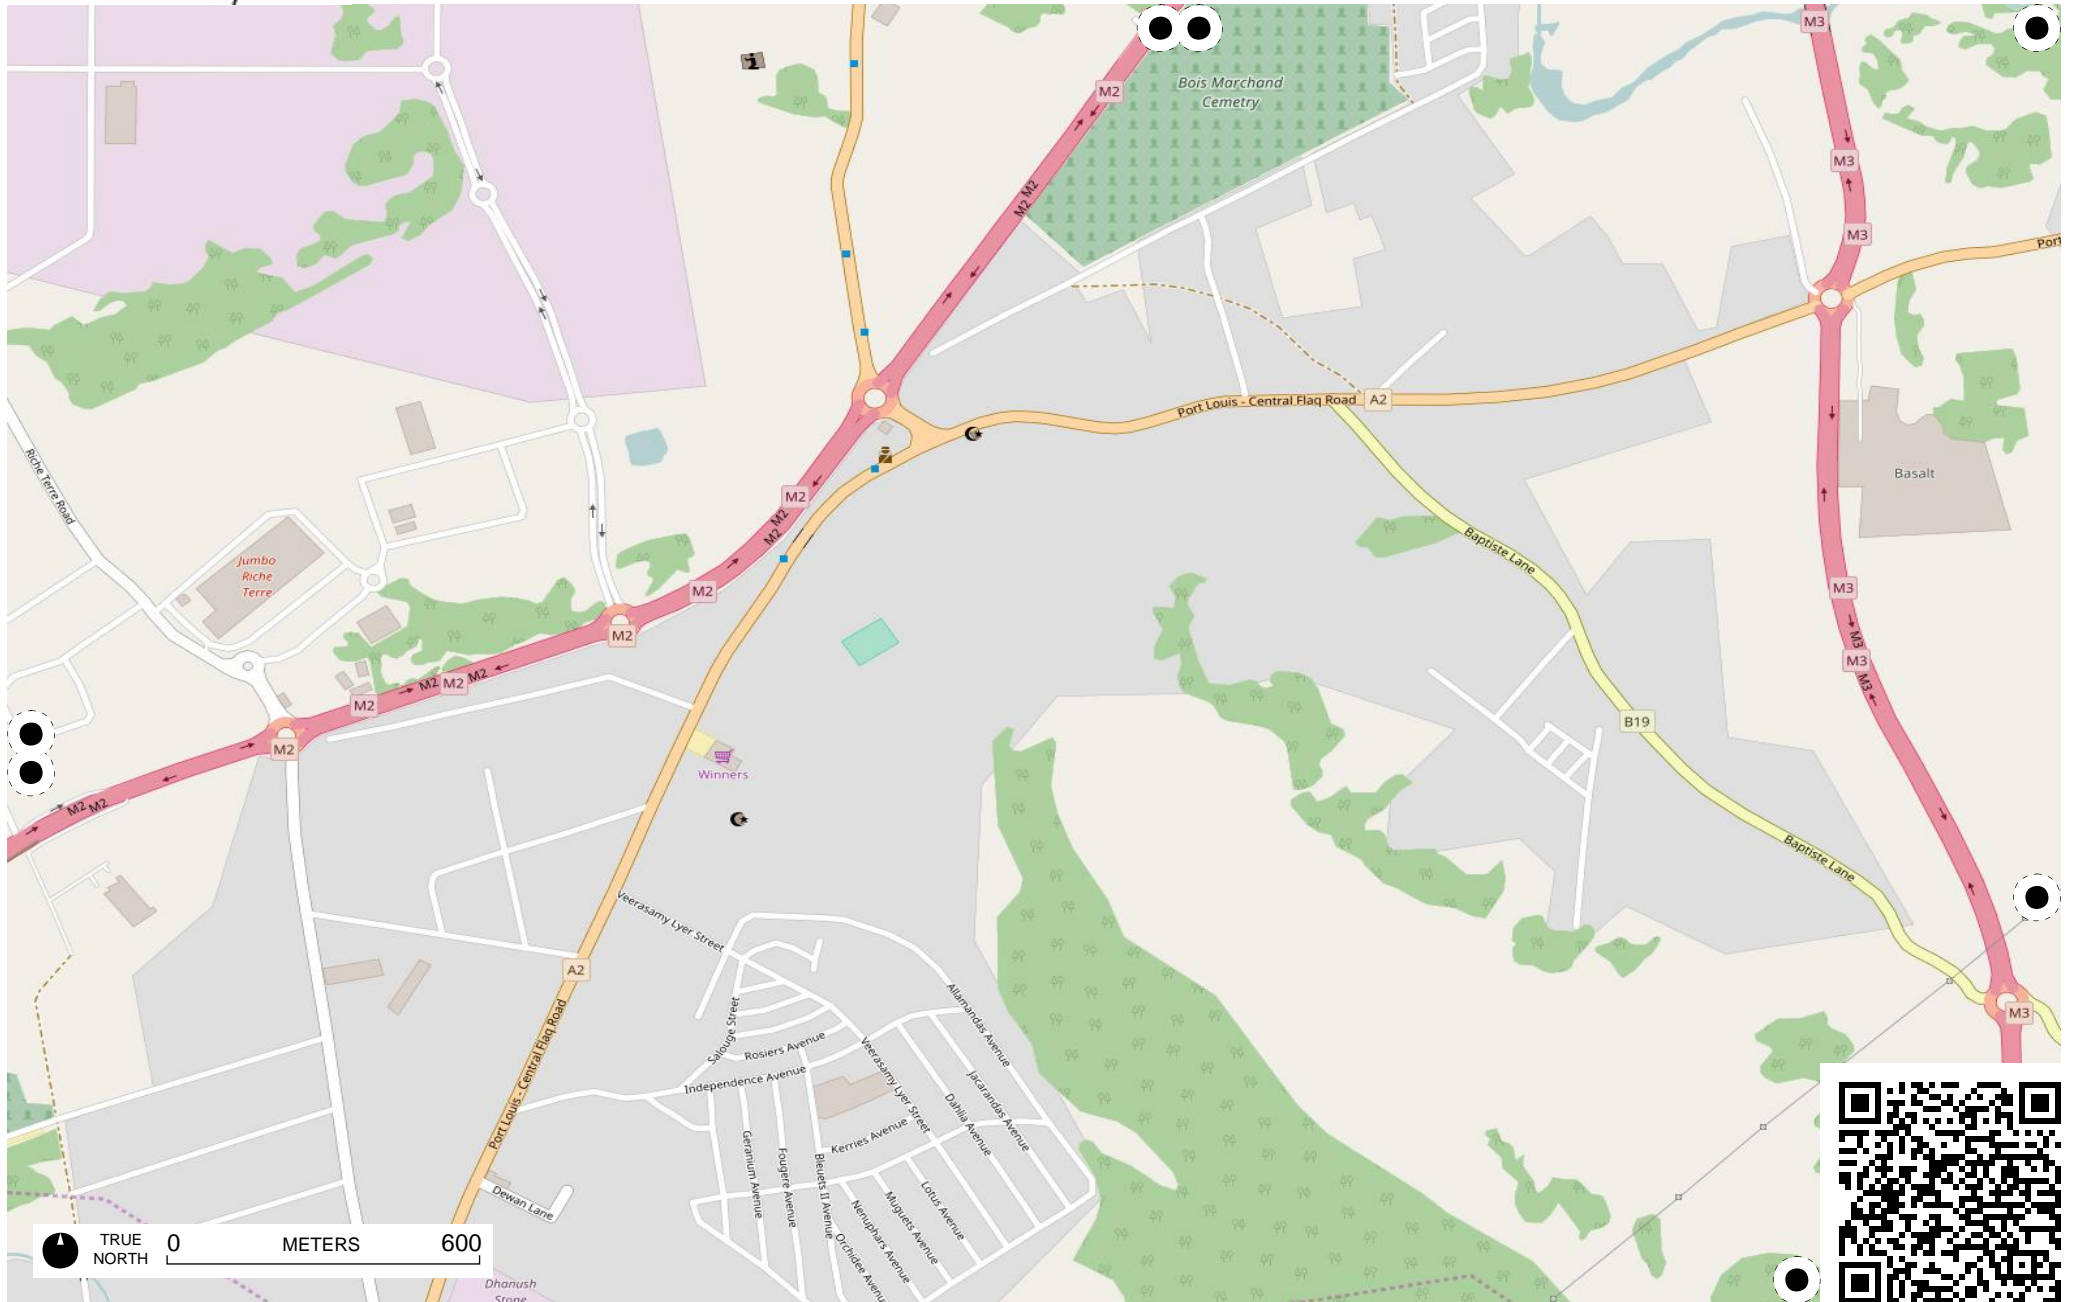 M3
M2
Bois Marchand
Cemetry
M3
M2
M2
M3
Port
Port Louis - Central Flaq Road
A2
Riche Terre Road
Basalt
M2
M2
M2
Baptiste Lane
Jumbo
Riche
Terre
M2
M3
M2
M3
M3
M3
M2
M2
M2
M2
B19
M2
Winners
M2
M2
Baptiste Lane
Veerasamy Lyer Street
A2
Allamandas Avenue
Salouge Street
Port Louis - Central Flaq Road
M3
Rosiers Avenue
Veerasamy Lyer Street
Independence Avenue
Jacarandas Avenue
Dahlia Avenue
Kerries Avenue
Geranium Avenue
Fougere Avenue
Bleuets II Avenue
Dewan Lane
Lotus Avenue
Muguets Avenue
Nenuphars Avenue
Orchidee Avenu
TRUE
NORTH
0
METERS
600
Dhanush
Stone